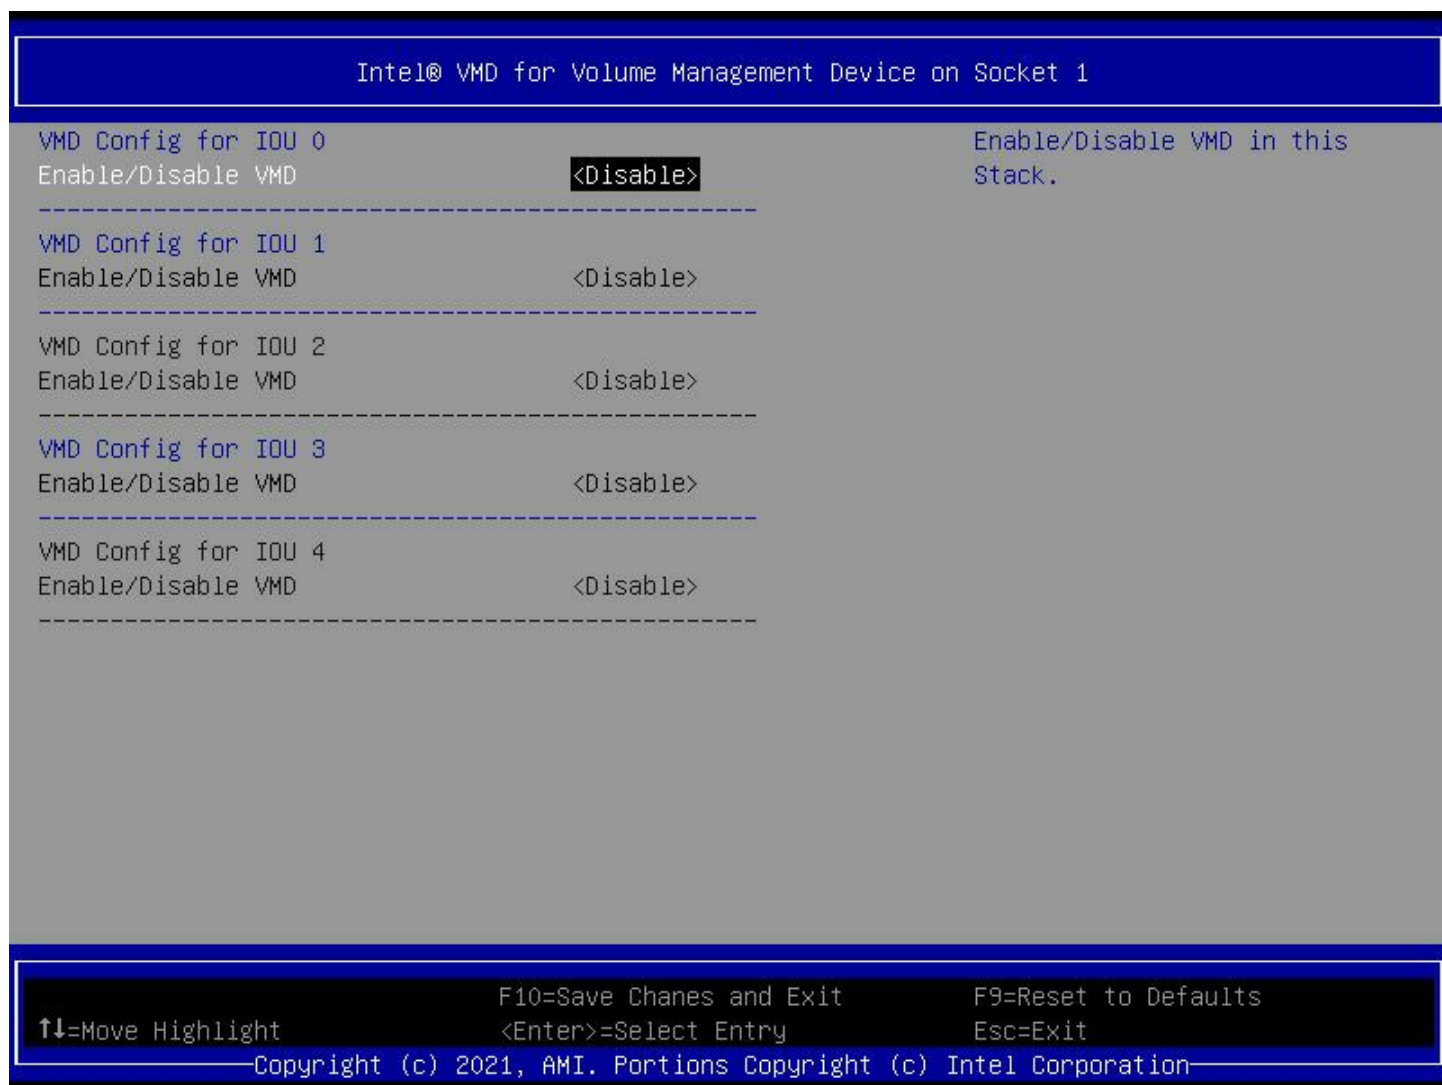 Intel® VMD for Volume Management Device on Socket 1
VMD Config for IOU 0
Enable/Disable VMD <Disable>
Enable/Disable VMD in this
Stack.
--------------------------------------------------
VMD Config for IOU 1
Enable/Disable VMD <Disable>
--------------------------------------------------
VMD Config for IOU 2
Enable/Disable VMD <Disable>
--------------------------------------------------
VMD Config for IOU 3
Enable/Disable VMD <Disable>
--------------------------------------------------
VMD Config for IOU 4
Enable/Disable VMD <Disable>
--------------------------------------------------
F10=Save Chanes and Exit F9=Reset to Defaults
↑↓=Move Highlight <Enter>=Select Entry Esc=Exit
Copyright (c) 2021, AMI. Portions Copyright (c) Intel Corporation